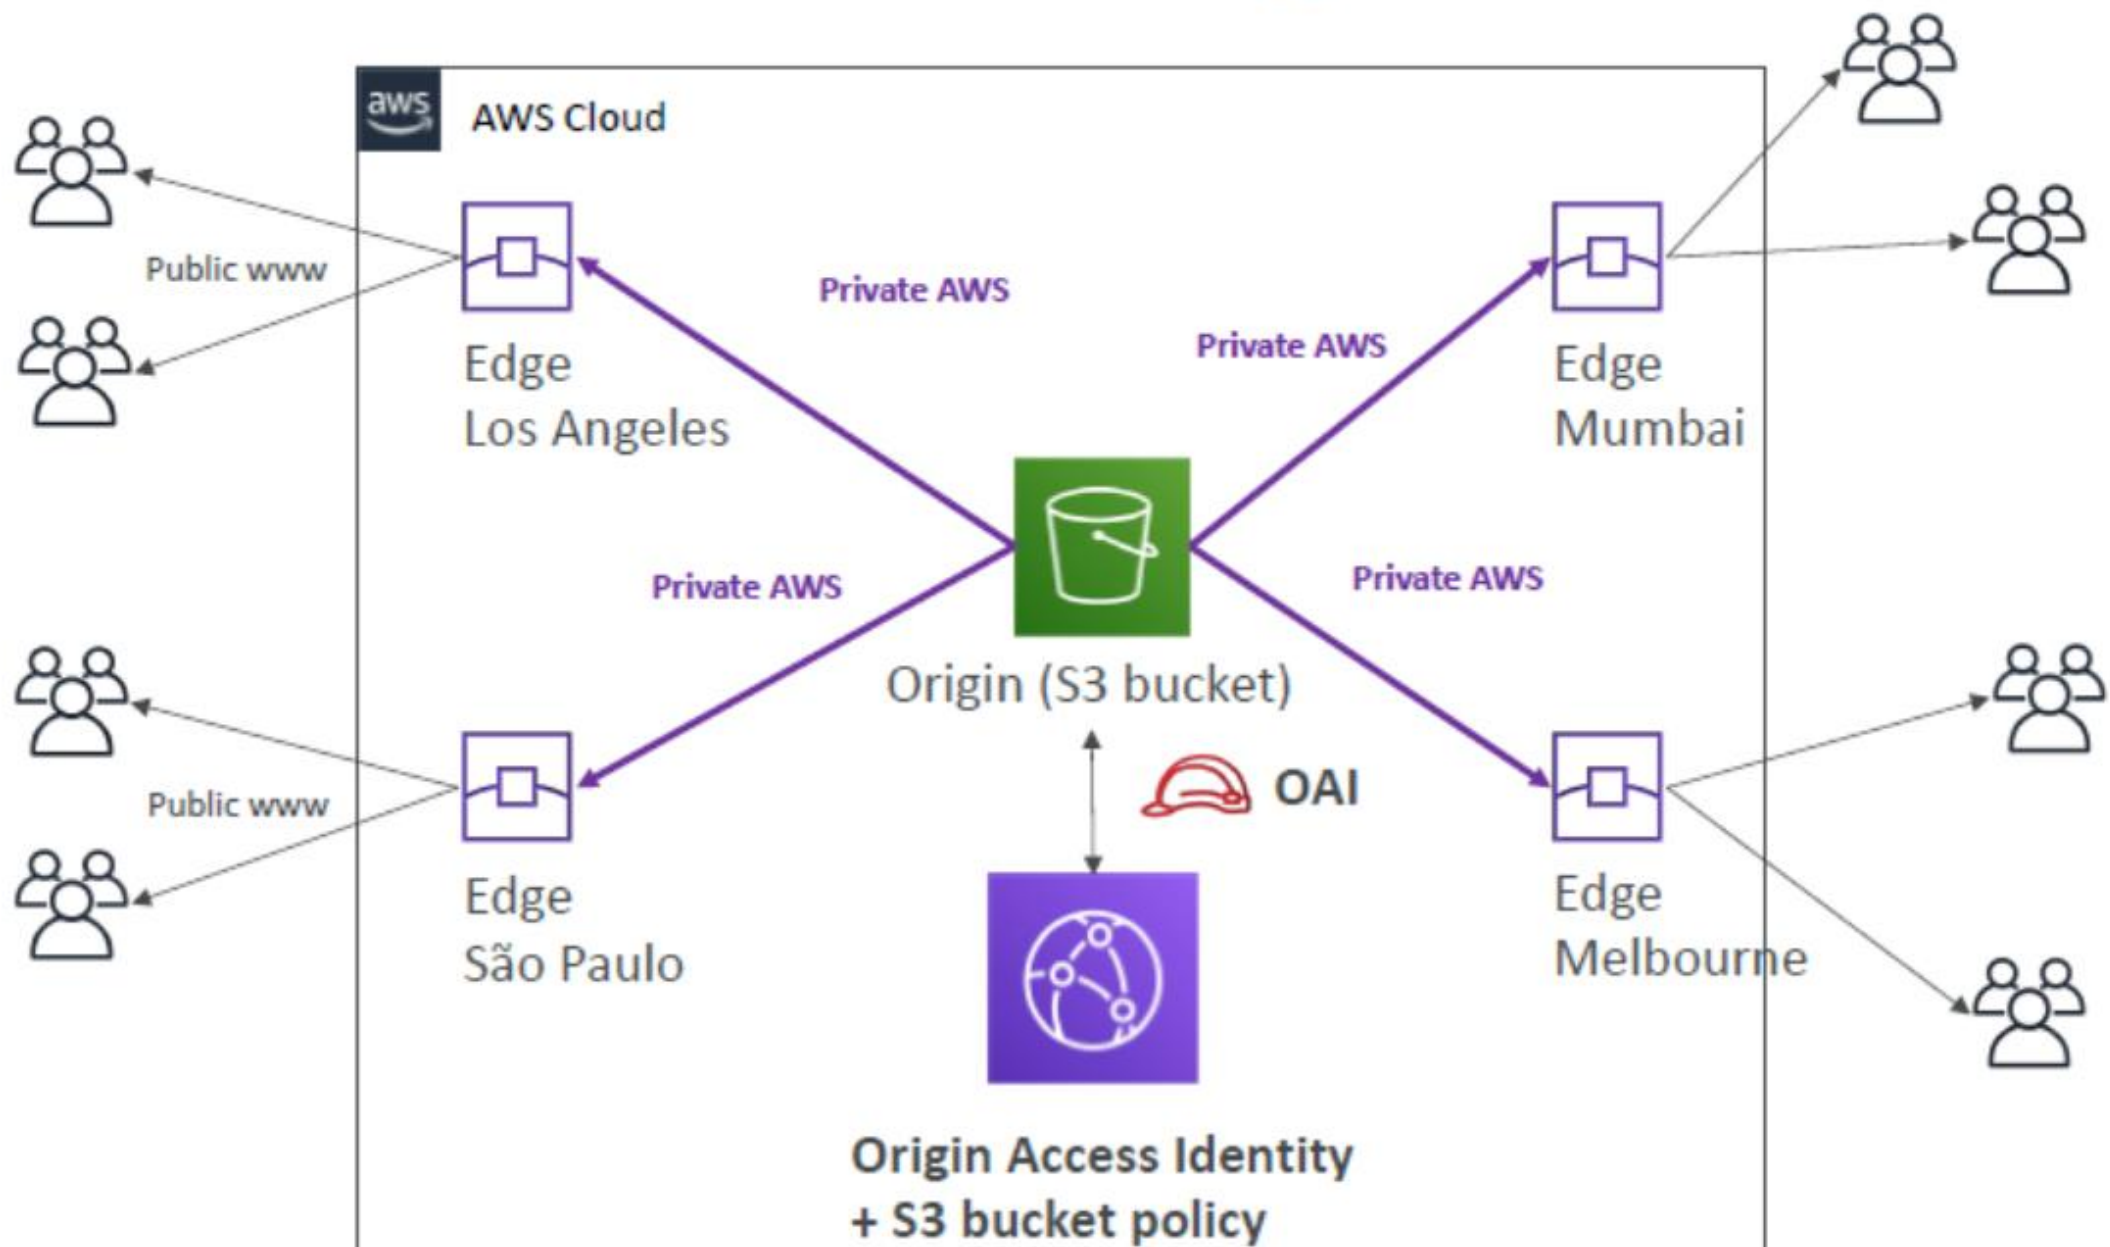 aws
AWS Cloud
Public www
Private AWS
Private AWS
Edge
Los Angeles
Edge
Mumbai
Private AWS
Private AWS
Origin (S3 bucket)
OAI
Public www
Edge
São Paulo
Edge
Melbourne
Origin Access Identity
+ S3 bucket policy